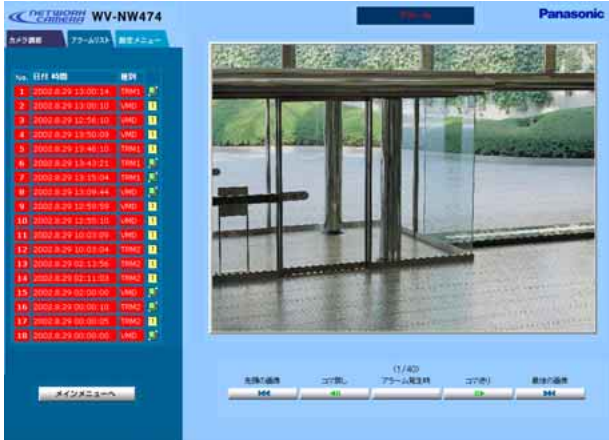 NETWORK CAMERA WV-NW474
Panasonic
カメラ操作 アラームリスト 設定メニュー
No. 日付 時間 種別
1 2002.8.29 13:00:14 TRM1
2 2002.8.29 13:00:10 VMD
3 2002.8.29 12:56:10 VMD
4 2002.8.29 13:50:09 VMD
5 2002.8.29 13:46:10 TRM1
6 2002.8.29 13:43:21 TRM1
7 2002.8.29 13:15:04 TRM1
8 2002.8.29 13:09:44 VMD
9 2002.8.29 12:59:59 VMD
10 2002.8.29 12:55:10 VMD
11 2002.8.29 10:03:09 VMD
12 2002.8.29 10:03:04 TRM2
13 2002.8.29 02:13:56 TRM2
14 2002.8.29 02:11:03 TRM2
15 2002.8.29 02:00:00 VMD
16 2002.8.29 00:00:10 TRM2
17 2002.8.29 00:00:05 TRM2
18 2002.8.29 00:00:00 VMD
(1/40)
先頭の画像 コマ戻し アラーム発生時 コマ送り 最後の画像
メインメニューへ